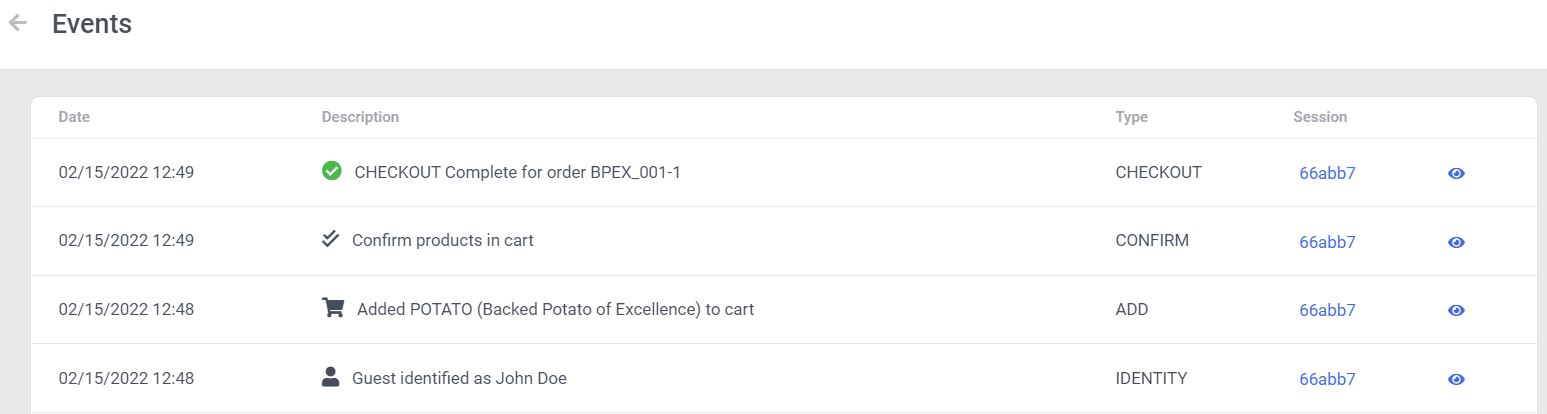 Events
Date Description Type Session
02/15/2022 12:49 CHECKOUT Complete for order BPEX_001-1 CHECKOUT 66abb7
02/15/2022 12:49 Confirm products in cart CONFIRM 66abb7
02/15/2022 12:48 Added POTATO (Backed Potato of Excellence) to cart ADD 66abb7
02/15/2022 12:48 Guest identified as John Doe IDENTITY 66abb7